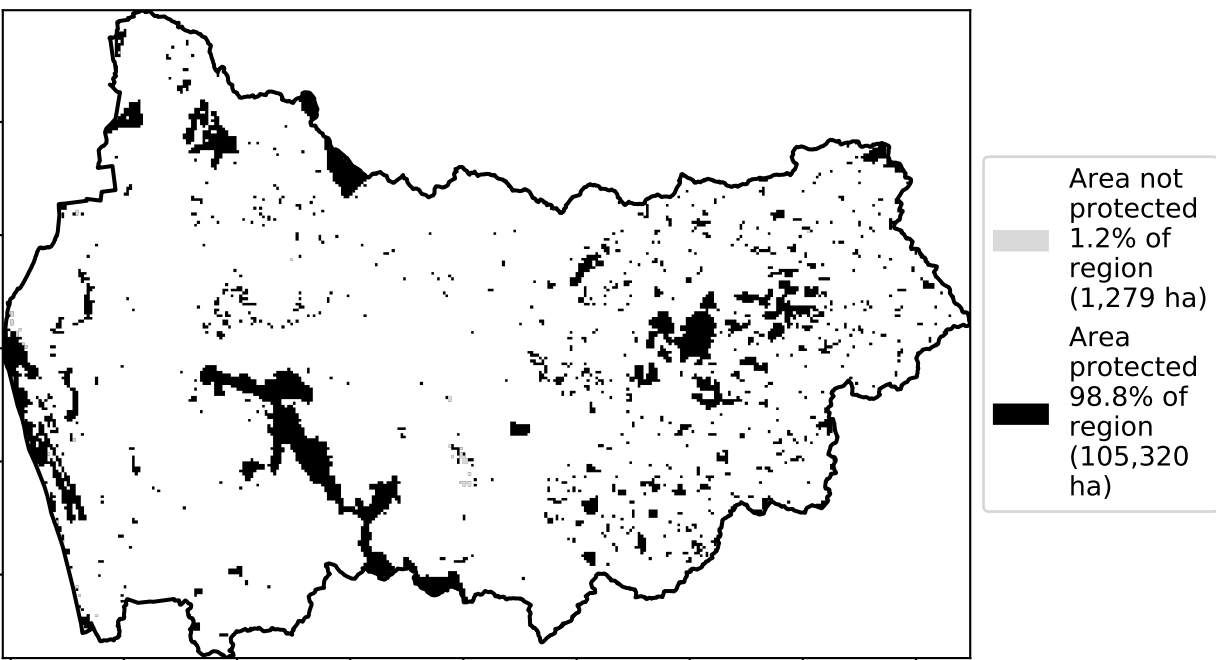 Area not
protected
1.2% of
region
(1,279 ha)
Area
protected
98.8% of
region
(105,320
ha)